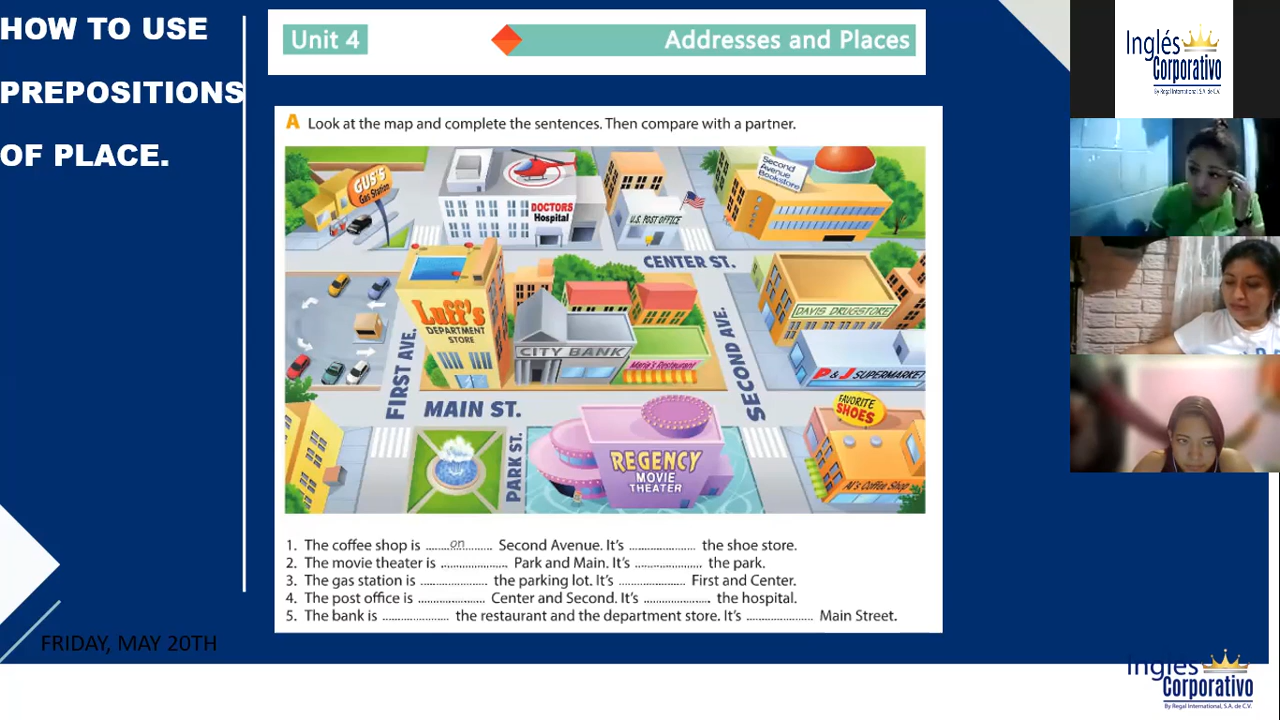 HOW TO USE
PREPOSITIONS
OF PLACE.
Unit 4
Addresses and Places
A Look at the map and complete the sentences. Then compare with a partner.
GUS'S
Gas Station
DOCTORS
Hospital
U.S. POST OFFICE
Second
Avenue
Bookstore
CENTER ST.
Luff's
DEPARTMENT
STORE
CITY BANK
Maria's Restaurant
DAVIS DRUGSTORE
P & J SUPERMARKET
FIRST AVE.
SECOND AVE.
MAIN ST.
PARK ST.
REGENCY
MOVIE
THEATER
FAVORITE
SHOES
Al's Coffee Shop
1. The coffee shop is ........on........ Second Avenue. It's .................... the shoe store.
2. The movie theater is .................... Park and Main. It's .................... the park.
3. The gas station is .................... the parking lot. It's .................... First and Center.
4. The post office is .................... Center and Second. It's .................... the hospital.
5. The bank is .................... the restaurant and the department store. It's .................... Main Street.
FRIDAY, MAY 20TH
Inglés
Corporativo
By Regal International, S.A. de C.V.
Inglés
Corporativo
By Regal International, S.A. de C.V.